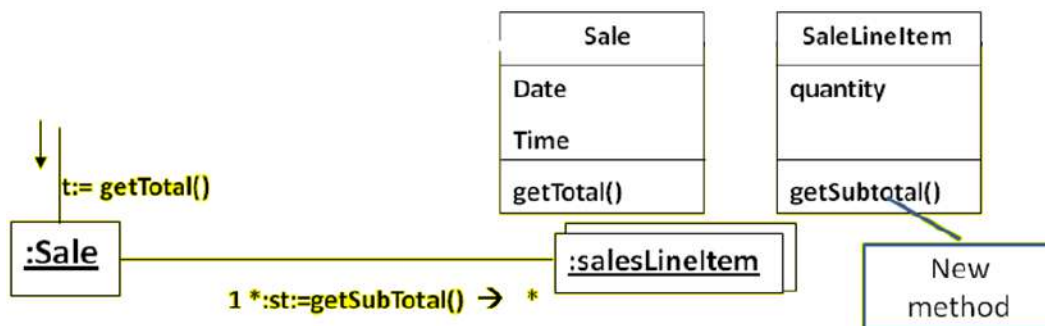 Sale
Date
Time
getTotal()
SaleLineItem
quantity
getSubtotal()
New
method
t:= getTotal()
:Sale
:salesLineItem
1 *:st:=getSubTotal() → *